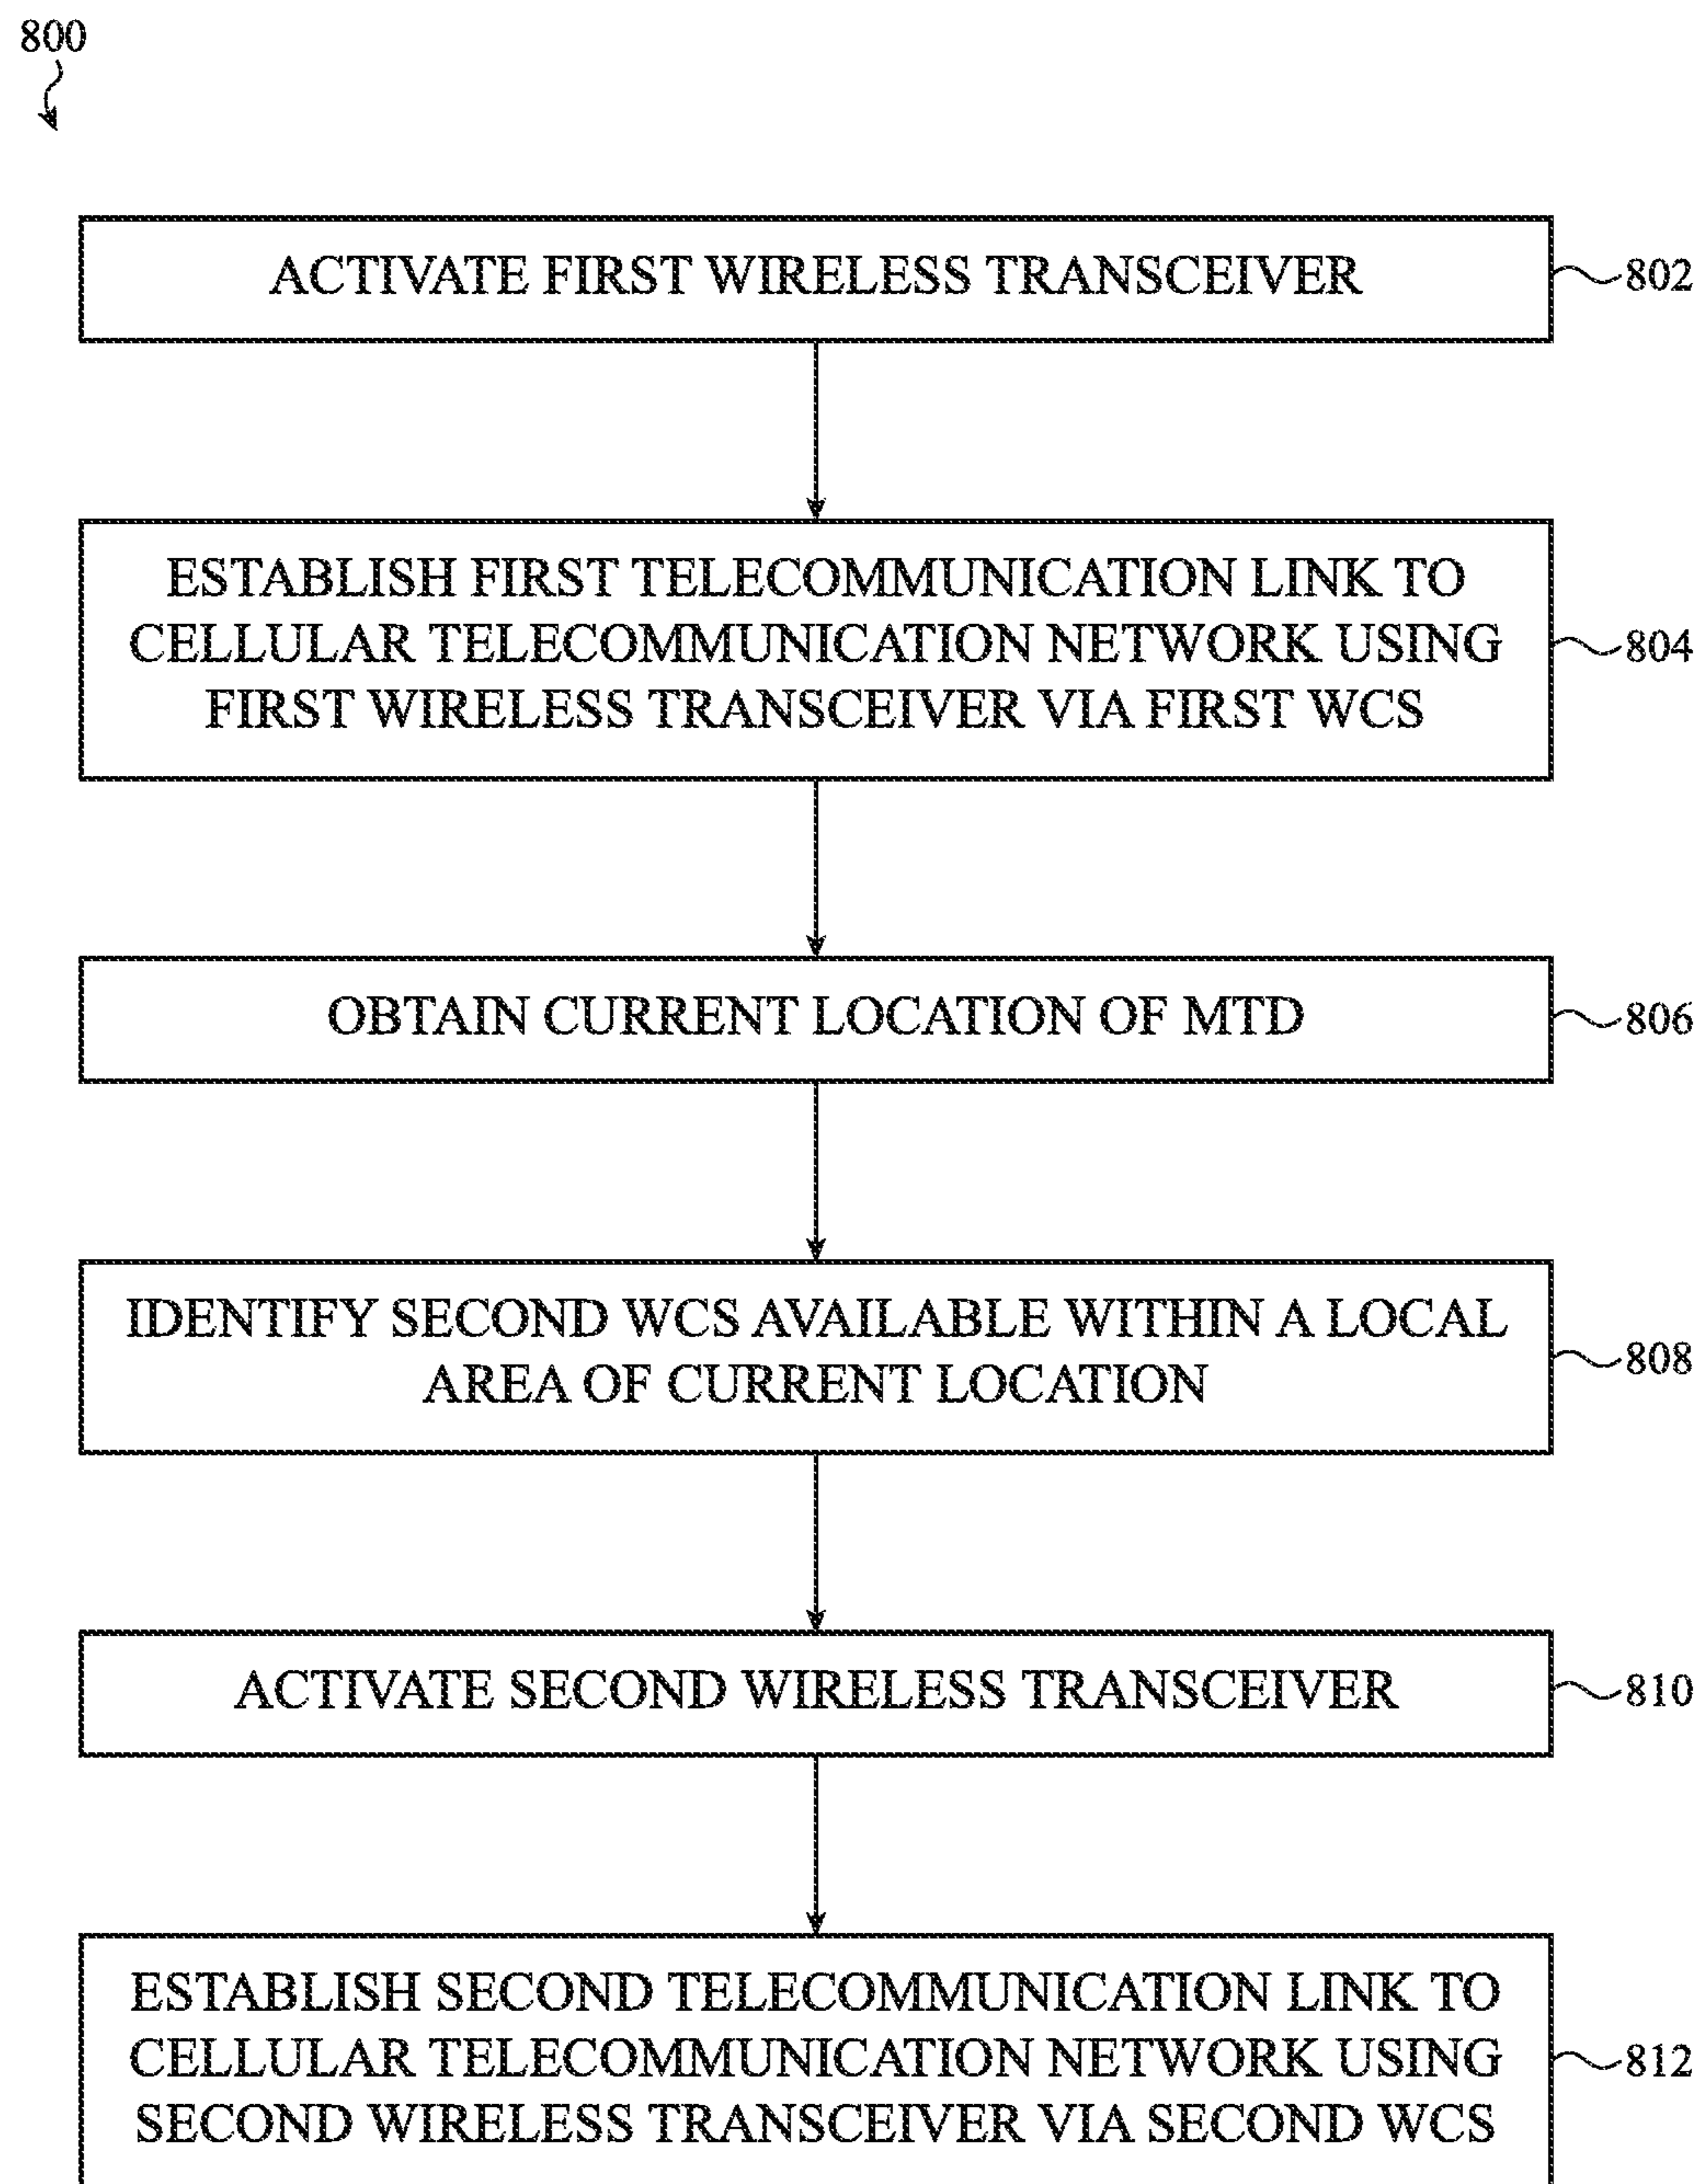 800
ACTIVATE FIRST WIRELESS TRANSCEIVER
802
ESTABLISH FIRST TELECOMMUNICATION LINK TO
CELLULAR TELECOMMUNICATION NETWORK USING
FIRST WIRELESS TRANSCEIVER VIA FIRST WCS
804
OBTAIN CURRENT LOCATION OF MTD
806
IDENTIFY SECOND WCS AVAILABLE WITHIN A LOCAL
AREA OF CURRENT LOCATION
808
ACTIVATE SECOND WIRELESS TRANSCEIVER
810
ESTABLISH SECOND TELECOMMUNICATION LINK TO
CELLULAR TELECOMMUNICATION NETWORK USING
SECOND WIRELESS TRANSCEIVER VIA SECOND WCS
812